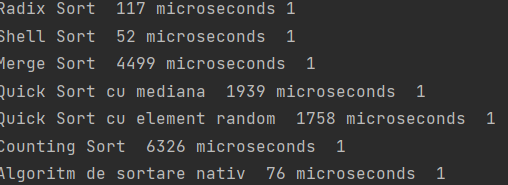 Radix Sort 117 microseconds 1
Shell Sort 52 microseconds 1
Merge Sort 4499 microseconds 1
Quick Sort cu mediana 1939 microseconds 1
Quick Sort cu element random 1758 microseconds 1
Counting Sort 6326 microseconds 1
Algoritm de sortare nativ 76 microseconds 1